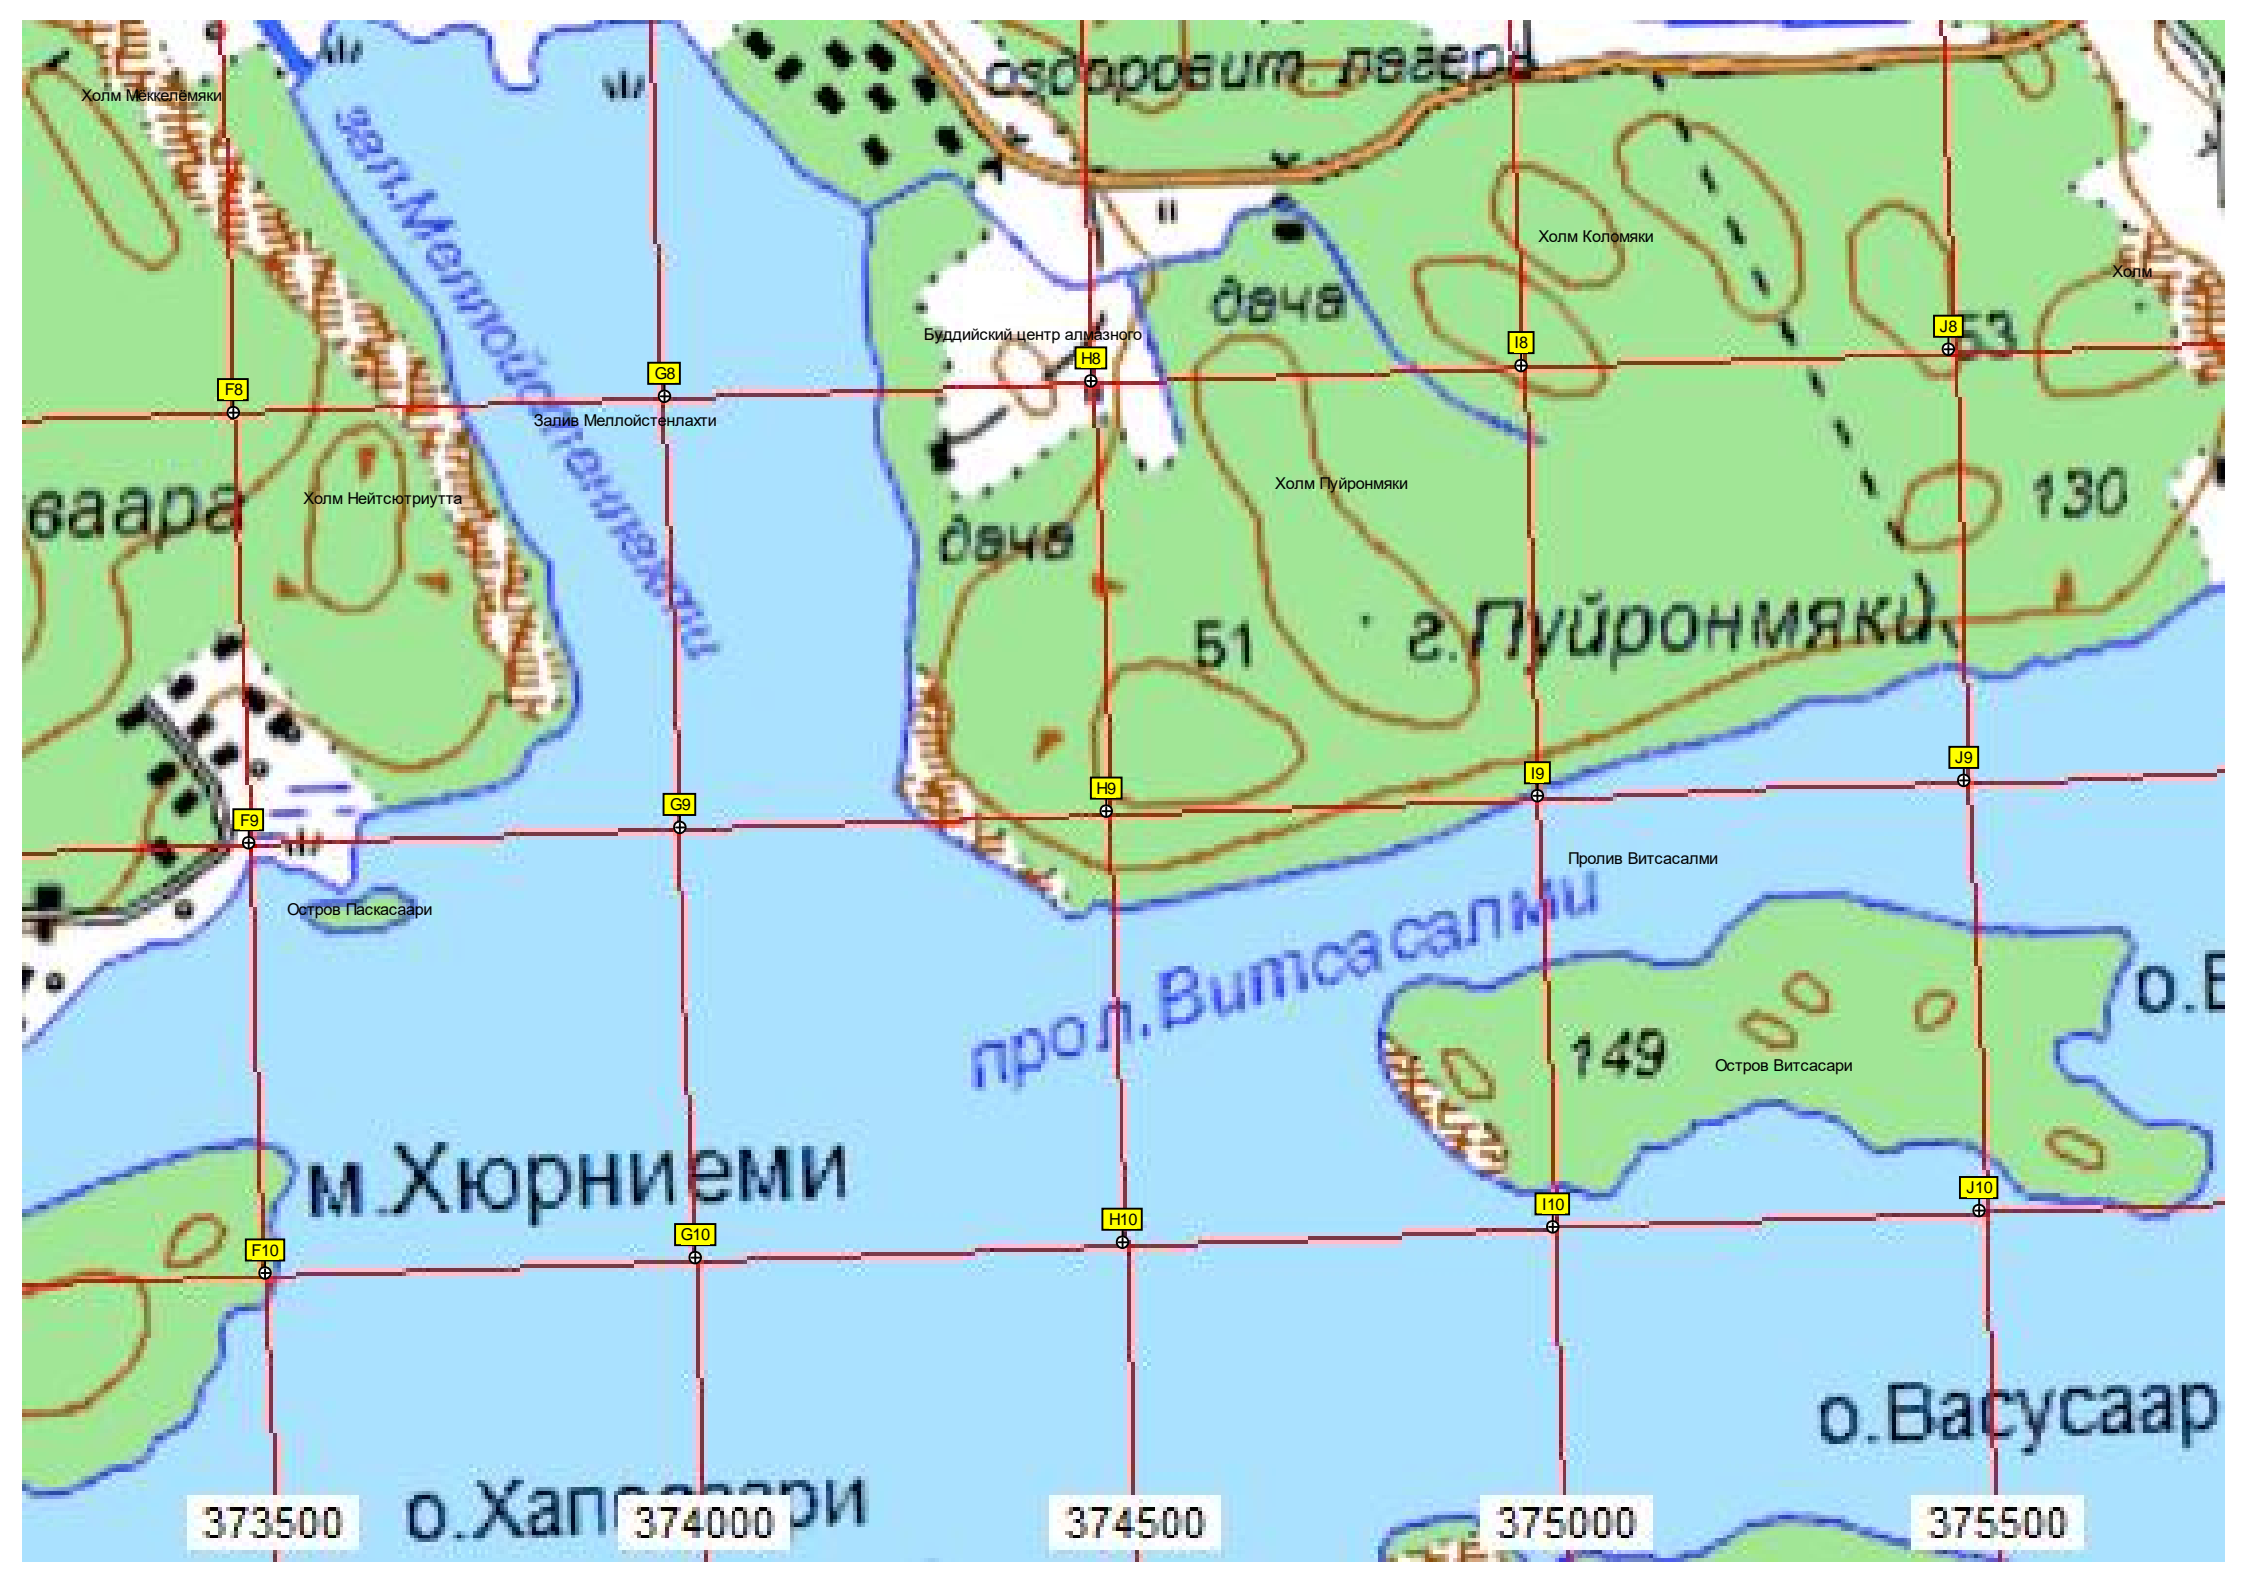 оздоровит. лагерь
Холм Меккелемяки
зал.Меллойстенлахти
Холм Коломяки
Холм
дача
Буддийский центр алмазного
J8
53
I8
H8
G8
F8
Залив Меллойстенлахти
Холм Пуйронмяки
ваара
Холм Нейтсютриутта
130
дача
51
г.Пуйронмяки
J9
I9
H9
G9
F9
Пролив Витсасалми
Остров Паскасаари
прол.Витсасалми
149
Остров Витсасари
м.Хюрниеми
J10
I10
H10
G10
F10
о.Васусаар
373500
374000
374500
375000
375500